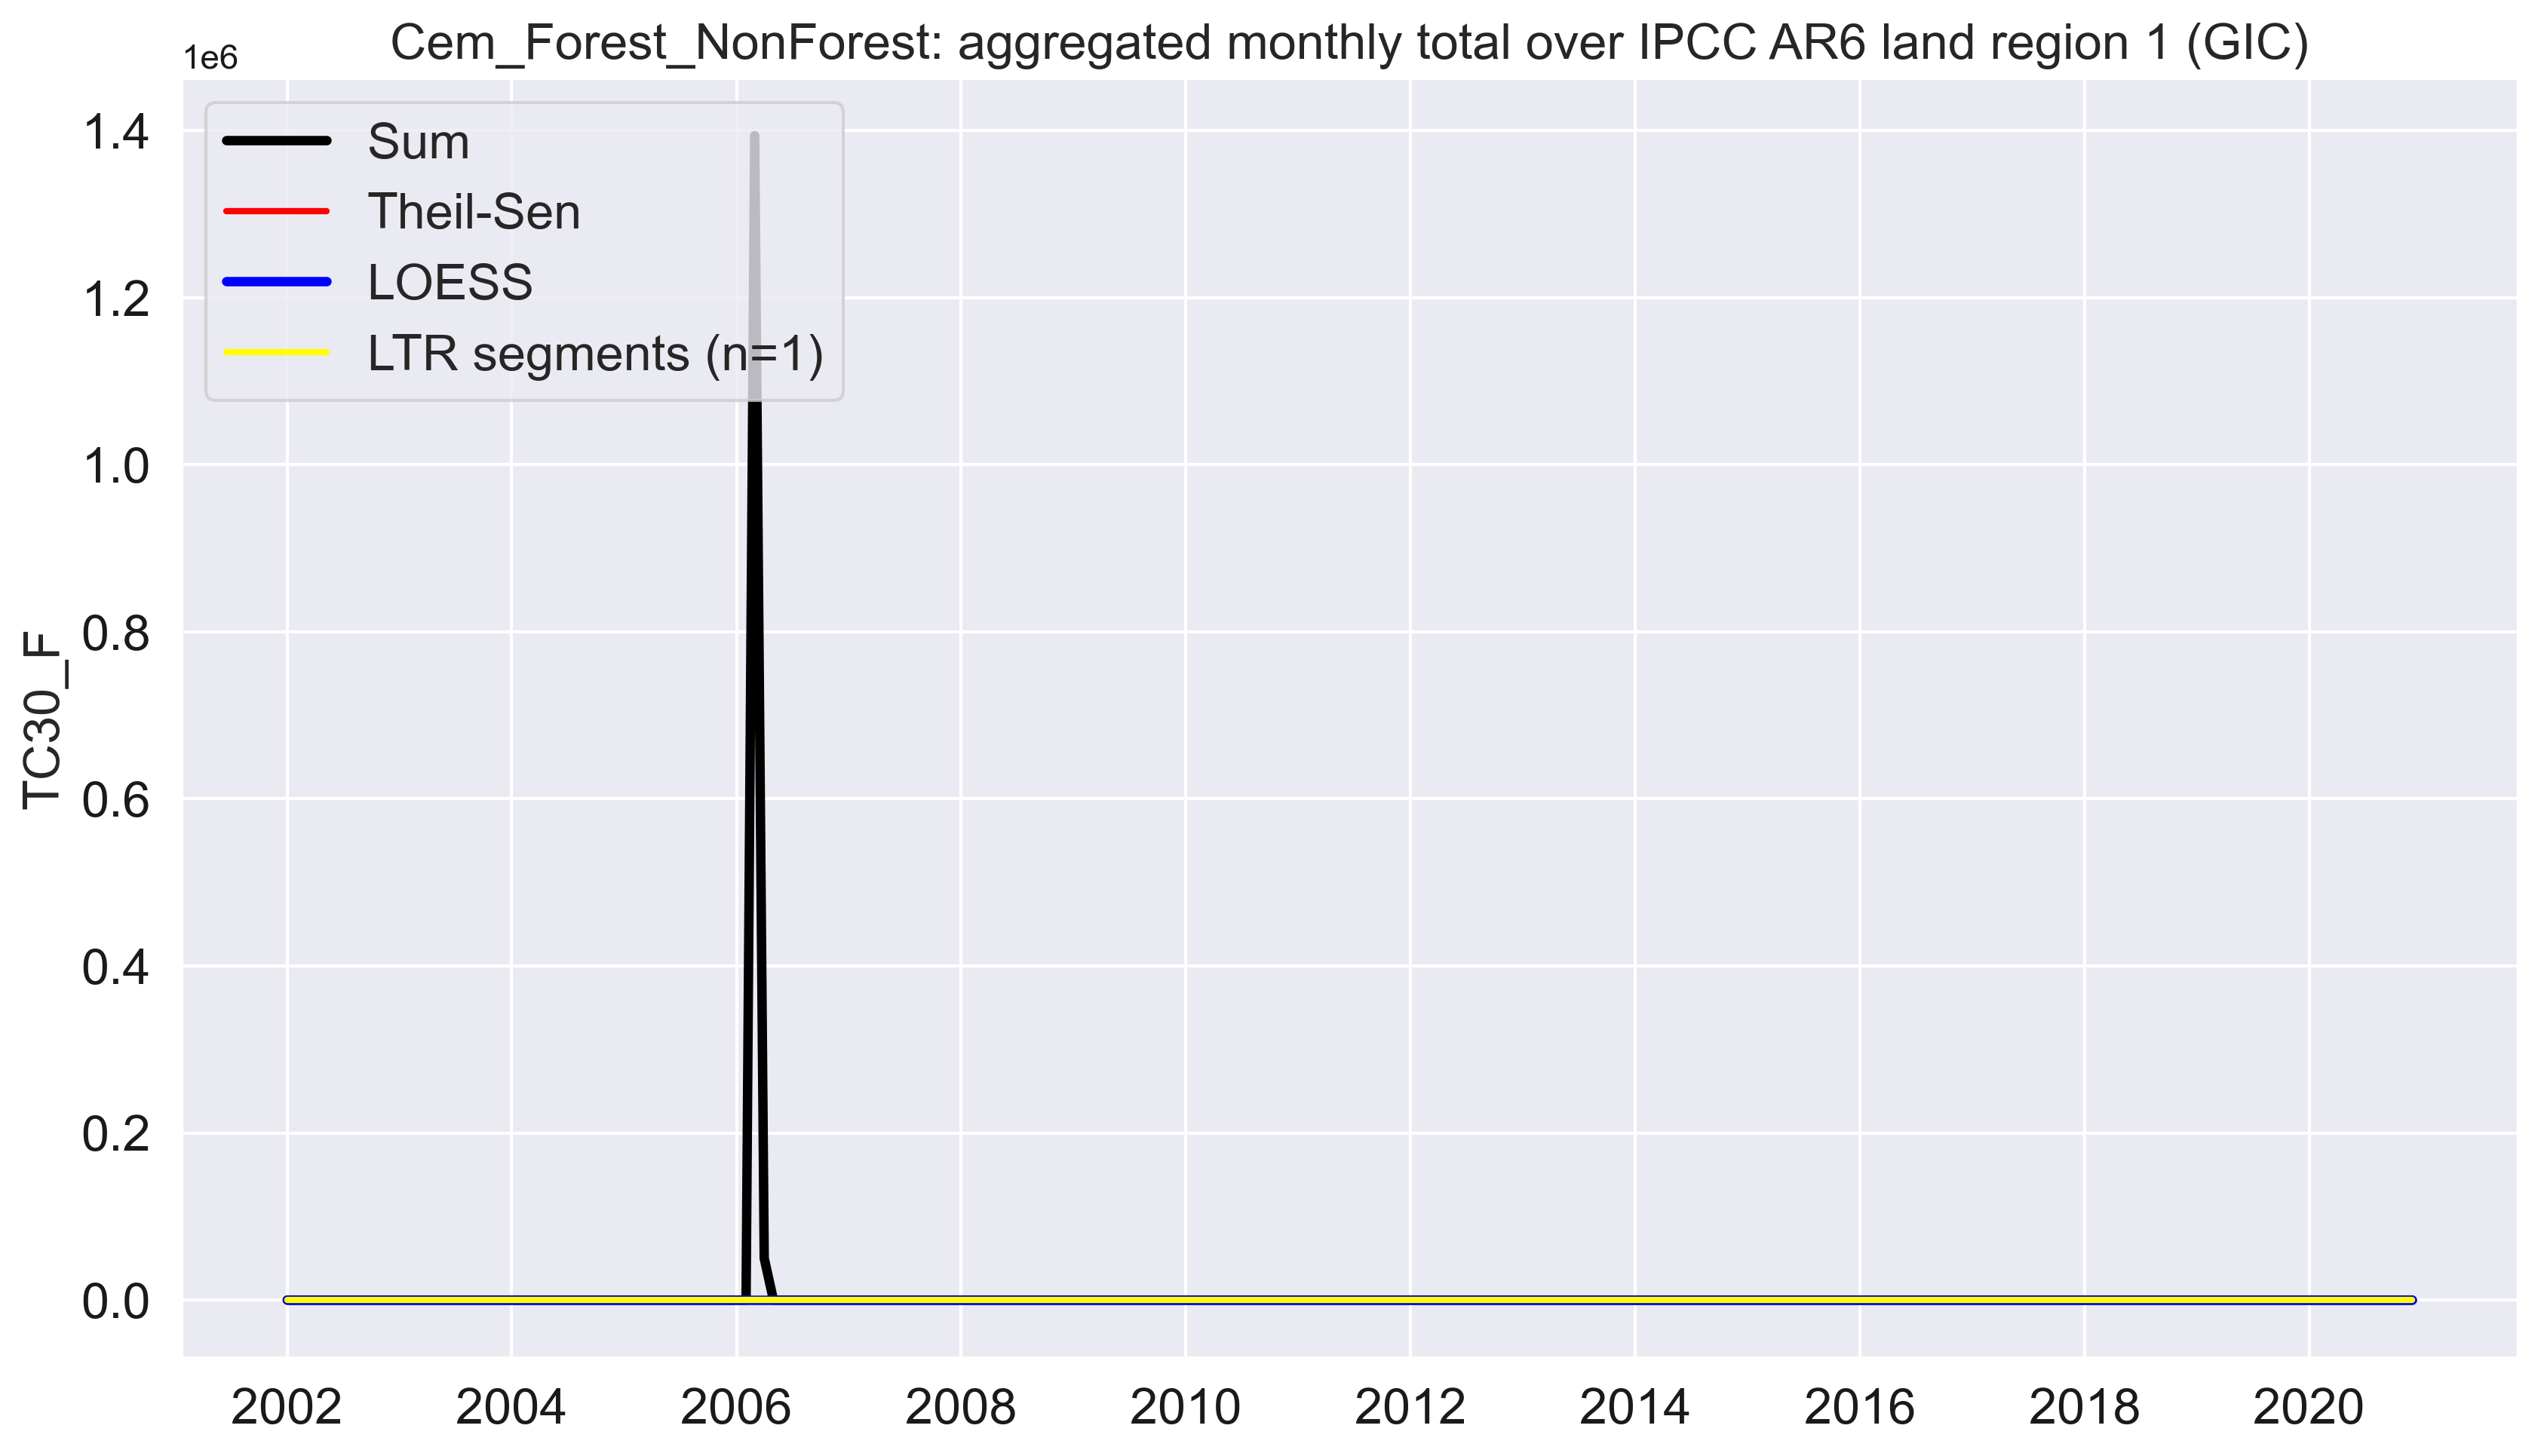 Cem_Forest_NonForest: aggregated monthly total over IPCC AR6 land region 1 (GIC)
1e6
Sum
Theil-Sen
LOESS
LTR segments (n=1)
1.4
1.2
1.0
0.8
0.6
0.4
0.2
0.0
TC30_F
2002 2004 2006 2008 2010 2012 2014 2016 2018 2020